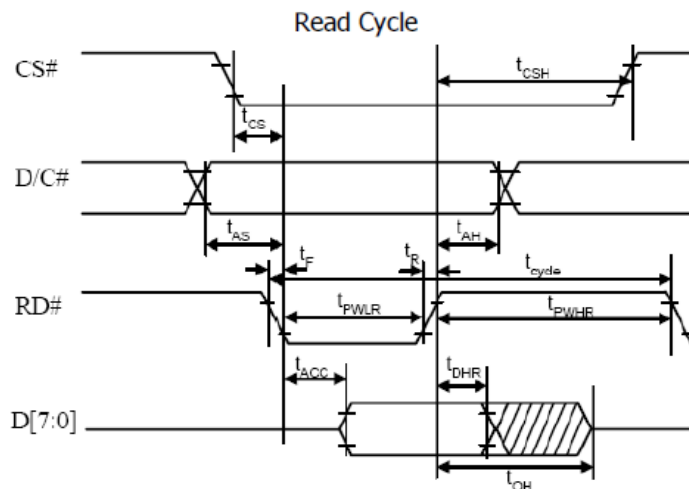 Read Cycle
CS#
tCSH
tCS
D/C#
tAS
tAH
tF
tR
tcycle
RD#
tPWLR
tPWHR
tACC
tDHR
D[7:0]
tOH